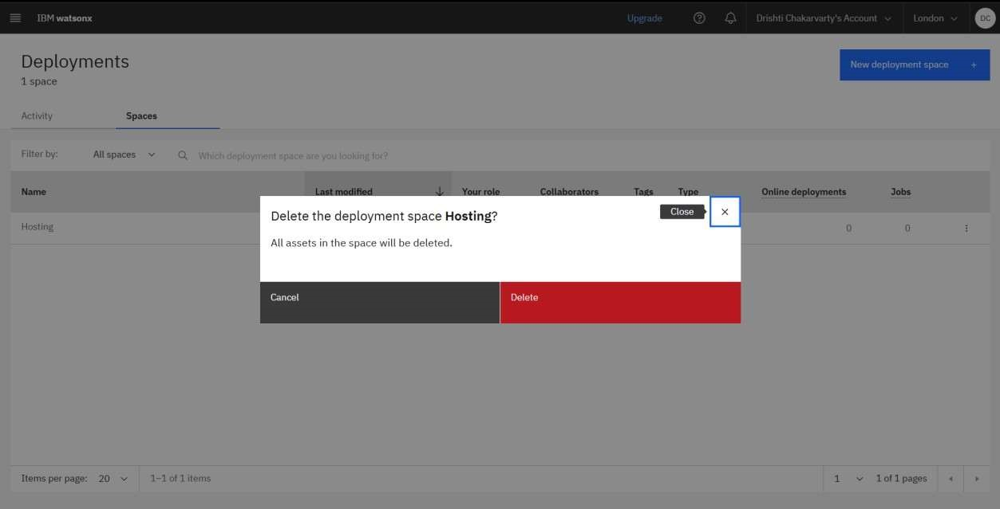 IBM watsonx
Upgrade
Drishti Chakarvarty's Account
London
DC
Deployments
1 space
New deployment space +
Activity
Spaces
Filter by:
All spaces
Which deployment space are you looking for?
Name
Last modified
Your role
Collaborators
Tags
Type
Online deployments
Jobs
Delete the deployment space Hosting?
Close
All assets in the space will be deleted.
Cancel
Delete
Hosting
0
0
Items per page: 20
1–1 of 1 items
1
1 of 1 pages